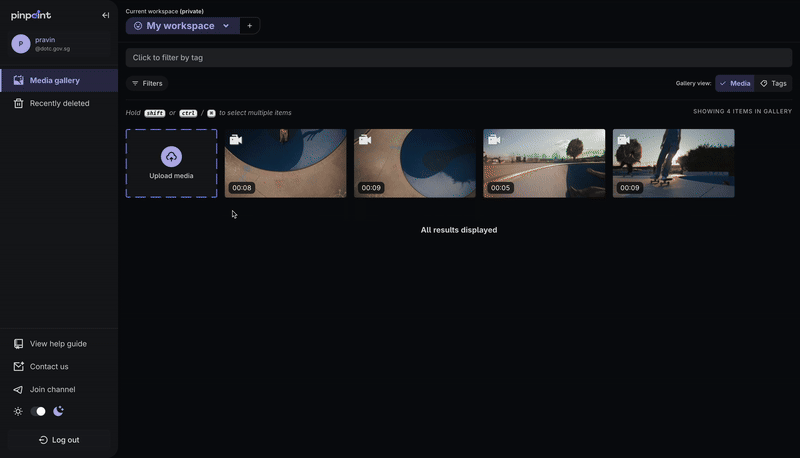 pinpoint
P
pravin
@dotc.gov.sg
Media gallery
Recently deleted
View help guide
Contact us
Join channel
Log out
Current workspace (private)
My workspace
+
Click to filter by tag
Filters
Gallery view:
Media
Tags
Hold shift or ctrl / ⌘ to select multiple items
SHOWING 4 ITEMS IN GALLERY
Upload media
00:08
00:09
00:05
00:09
All results displayed